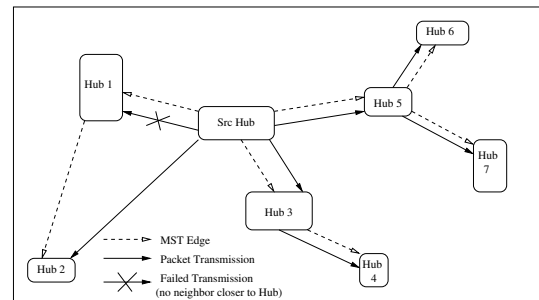 Hub 6
Hub 1
Hub 5
Src Hub
Hub
7
Hub 3
MST Edge
Packet Transmission
Hub 2
Hub
4
Failed Transmission
(no neighbor closer to Hub)